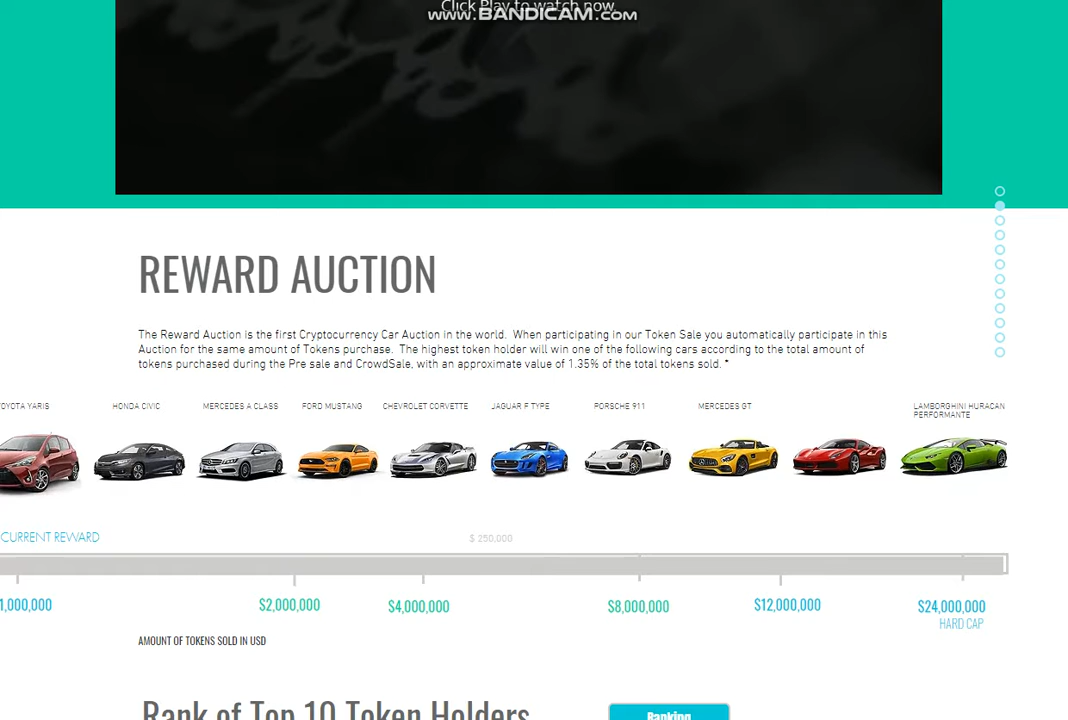 Click Play to watch now
www.BANDICAM.com
REWARD AUCTION
The Reward Auction is the first Cryptocurrency Car Auction in the world. When participating in our Token Sale you automatically participate in this
Auction for the same amount of Tokens purchase. The highest token holder will win one of the following cars according to the total amount of
tokens purchased during the Pre sale and CrowdSale, with an approximate value of 1.35% of the total tokens sold. *
OYOTA YARIS HONDA CIVIC MERCEDES A CLASS FORD MUSTANG CHEVROLET CORVETTE JAGUAR F TYPE PORSCHE 911 MERCEDES GT LAMBORGHINI HURACAN
PERFORMANTE
CURRENT REWARD $ 250,000
1,000,000 $2,000,000 $4,000,000 $8,000,000 $12,000,000 $24,000,000
HARD CAP
AMOUNT OF TOKENS SOLD IN USD
Rank of Top 10 Token Holders Ranking